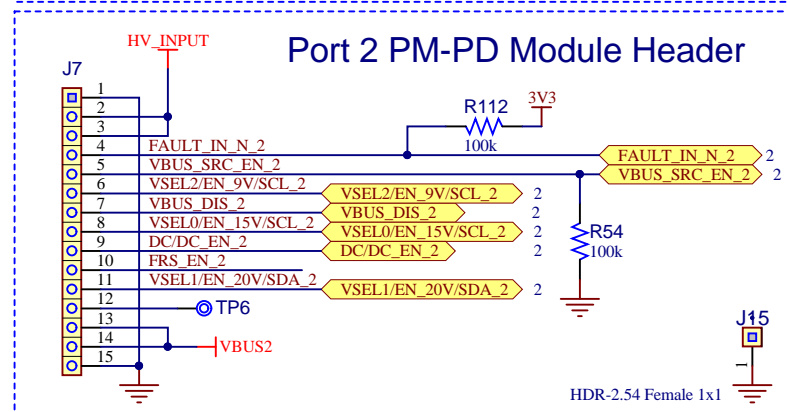 HV_INPUT
Port 2 PM-PD Module Header
J7
1
2
3
4
5
6
7
8
9
10
11
12
13
14
15
FAULT_IN_N_2
VBUS_SRC_EN_2
VSEL2/EN_9V/SCL_2
VBUS_DIS_2
VSEL0/EN_15V/SCL_2
DC/DC_EN_2
FRS_EN_2
VSEL1/EN_20V/SDA_2
TP6
VBUS2
R112
100k
3V3
FAULT_IN_N_2 2
VBUS_SRC_EN_2 2
VSEL2/EN_9V/SCL_2 2
VBUS_DIS_2 2
VSEL0/EN_15V/SCL_2 2
DC/DC_EN_2 2
VSEL1/EN_20V/SDA_2 2
R54
100k
J15
1
HDR-2.54 Female 1x1